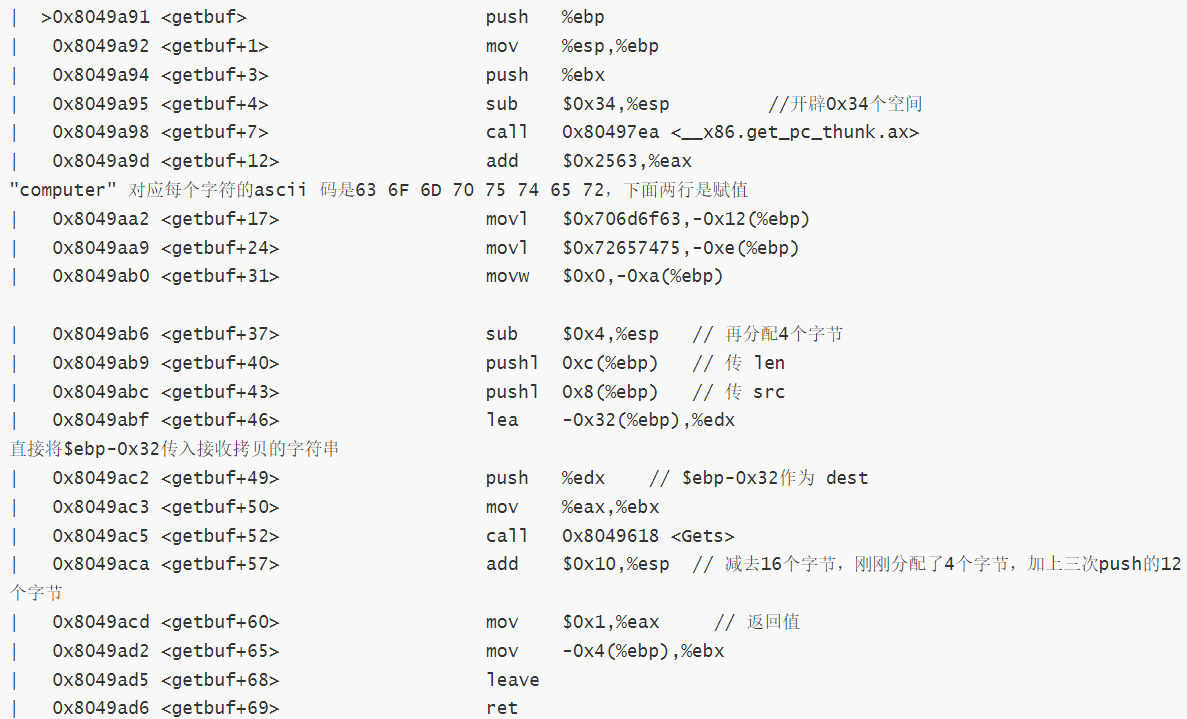 |  >0x8049a91 <getbuf>                      push   %ebp
|   0x8049a92 <getbuf+1>                    mov    %esp,%ebp
|   0x8049a94 <getbuf+3>                    push   %ebx
|   0x8049a95 <getbuf+4>                    sub    $0x34,%esp         //开辟0x34个空间
|   0x8049a98 <getbuf+7>                    call   0x80497ea <__x86.get_pc_thunk.ax>
|   0x8049a9d <getbuf+12>                   add    $0x2563,%eax
"computer" 对应每个字符的ascii 码是63 6F 6D 70 75 74 65 72，下面两行是赋值
|   0x8049aa2 <getbuf+17>                   movl   $0x706d6f63,-0x12(%ebp)
|   0x8049aa9 <getbuf+24>                   movl   $0x72657475,-0xe(%ebp)
|   0x8049ab0 <getbuf+31>                   movw   $0x0,-0xa(%ebp)
|   0x8049ab6 <getbuf+37>                   sub    $0x4,%esp   // 再分配4个字节
|   0x8049ab9 <getbuf+40>                   pushl  0xc(%ebp)   // 传 len
|   0x8049abc <getbuf+43>                   pushl  0x8(%ebp)   // 传 src
|   0x8049abf <getbuf+46>                   lea    -0x32(%ebp),%edx
直接将$ebp-0x32传入接收拷贝的字符串
|   0x8049ac2 <getbuf+49>                   push   %edx    // $ebp-0x32作为 dest
|   0x8049ac3 <getbuf+50>                   mov    %eax,%ebx
|   0x8049ac5 <getbuf+52>                   call   0x8049618 <Gets>
|   0x8049aca <getbuf+57>                   add    $0x10,%esp  // 减去16个字节，刚刚分配了4个字节，加上三次push的12
个字节
|   0x8049acd <getbuf+60>                   mov    $0x1,%eax     // 返回值
|   0x8049ad2 <getbuf+65>                   mov    -0x4(%ebp),%ebx
|   0x8049ad5 <getbuf+68>                   leave
|   0x8049ad6 <getbuf+69>                   ret